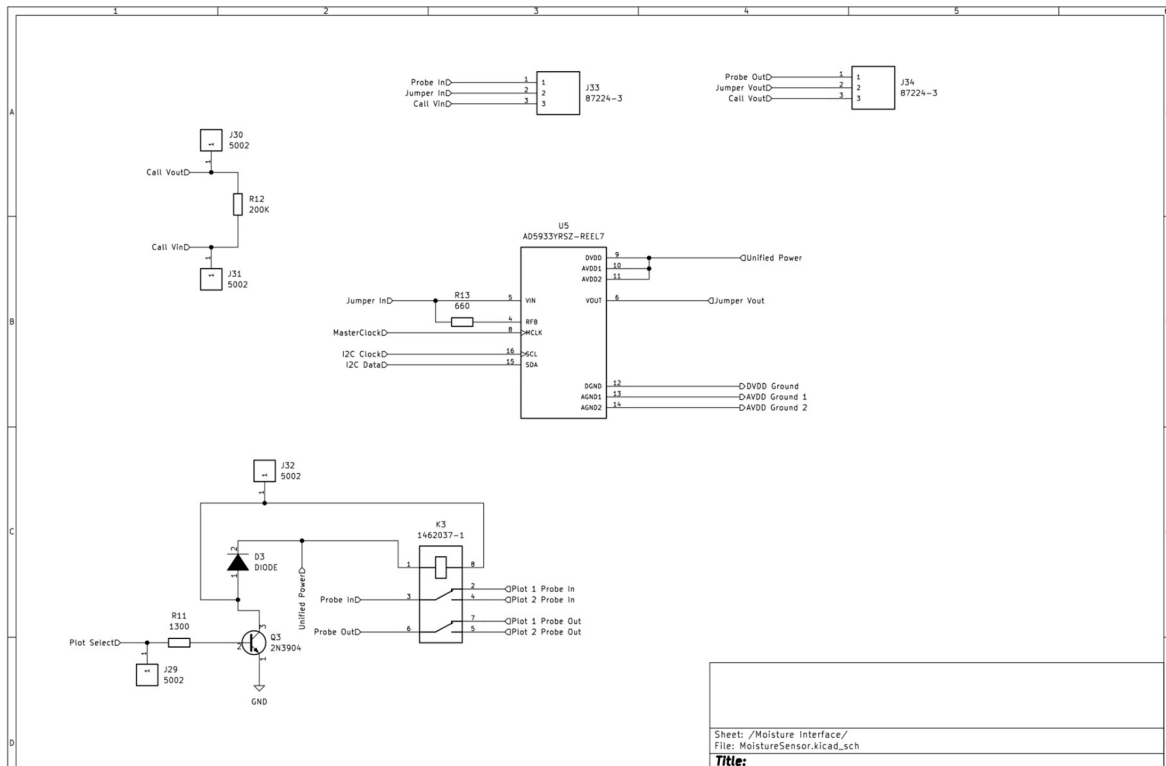 1 2 3 4 5
A
B
C
D
Probe In 1 1 J33
Jumper In 2 2 87224-3
Call Vin 3 3
Probe Out 1 1 J34
Jumper Vout 2 2 87224-3
Call Vout 3 3
J30
5002
1
1
Call Vout
R12
200K
Call Vin
1
1
J31
5002
U5
AD5933YRSZ-REEL7
DVDD 9 Unified Power
AVDD1 10
AVDD2 11
Jumper In 5 VIN
VOUT 6 Jumper Vout
R13
660
4 RFB
MasterClock 8 MCLK
I2C Clock 16 SCL
I2C Data 15 SDA
DGND 12 DVDD Ground
AGND1 13 AVDD Ground 1
AGND2 14 AVDD Ground 2
J32
5002
1
1
D3
DIODE
2
1
Unified Power
K3
1462037-1
1 8
Probe In 3
2 Plot 1 Probe In
4 Plot 2 Probe In
Probe Out 6
7 Plot 1 Probe Out
5 Plot 2 Probe Out
Plot Select
R11
1300
Q3
2N3904
3
2
1
1
1
J29
5002
GND
Sheet: /Moisture Interface/
File: MoistureSensor.kicad_sch
Title: